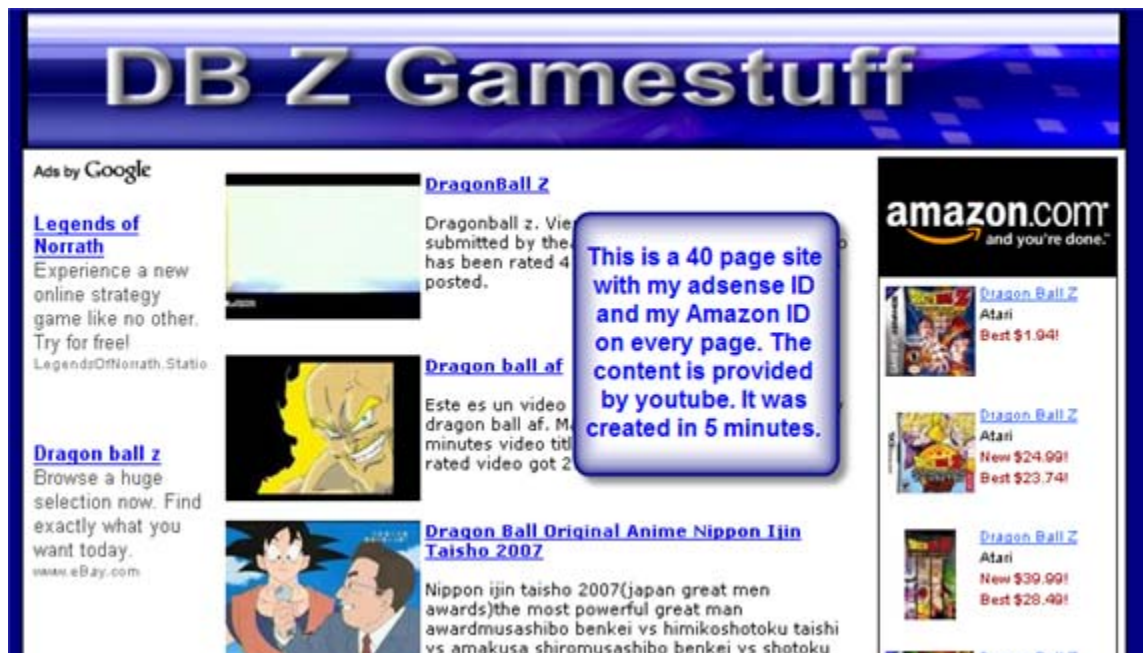 DB Z Gamestuff
Ads by Google
Legends of
Norrath
Experience a new
online strategy
game like no other.
Try for free!
LegendsOfNorrath.Statio
Dragon ball z
Browse a huge
selection now. Find
exactly what you
want today.
www.eBay.com
DragonBall Z
Dragonball z. Vie
submitted by the
has been rated 4
posted.
Dragon ball af
Este es un video
dragon ball af. M
minutes video titl
rated video got 2
Dragon Ball Original Anime Nippon Ijin
Taisho 2007
Nippon ijin taisho 2007(japan great men
awards)the most powerful great man
awardmusashibo benkei vs himikoshotoku taishi
vs amakusa shiromusashibo benkei vs shotoku
This is a 40 page site
with my adsense ID
and my Amazon ID
on every page. The
content is provided
by youtube. It was
created in 5 minutes.
amazon.com
and you're done.™
Dragon Ball Z
Atari
Best $1.94!
Dragon Ball Z
Atari
New $24.99!
Best $23.74!
Dragon Ball Z
Atari
New $39.99!
Best $28.49!